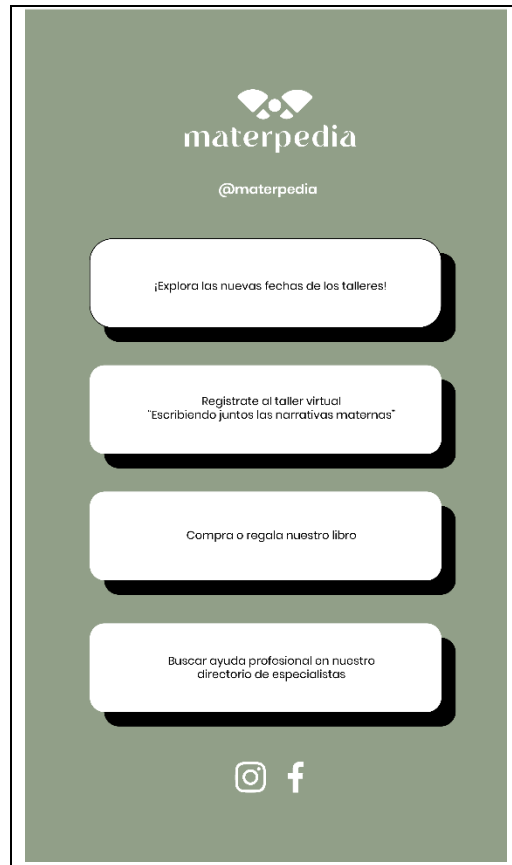 materpedia
@materpedia
¡Explora las nuevas fechas de los talleres!
Registrate al taller virtual
"Escribiendo juntos las narrativas maternas"
Compra o regala nuestro libro
Buscar ayuda profesional en nuestro
directorio de especialistas